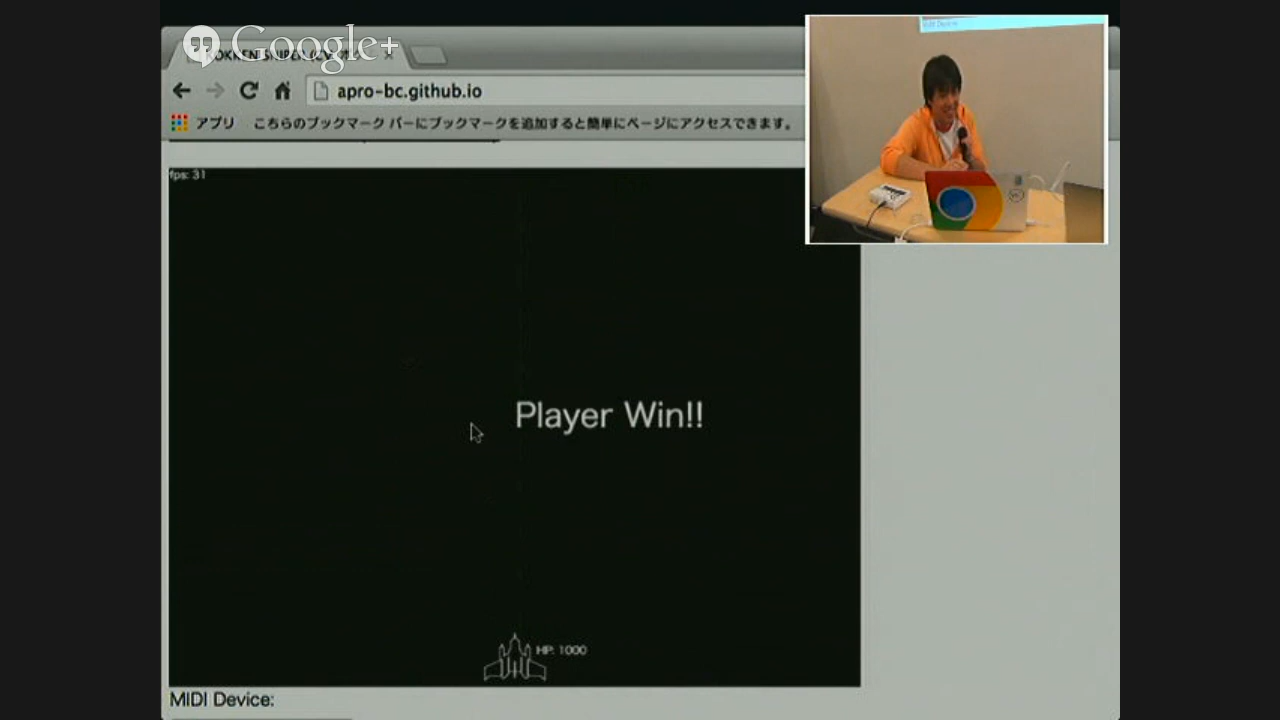 Google+
apro-bc.github.io
アプリ こちらのブックマーク バーにブックマークを追加すると簡単にページにアクセスできます。
fps: 31
Player Win!!
HP: 1000
MIDI Device: